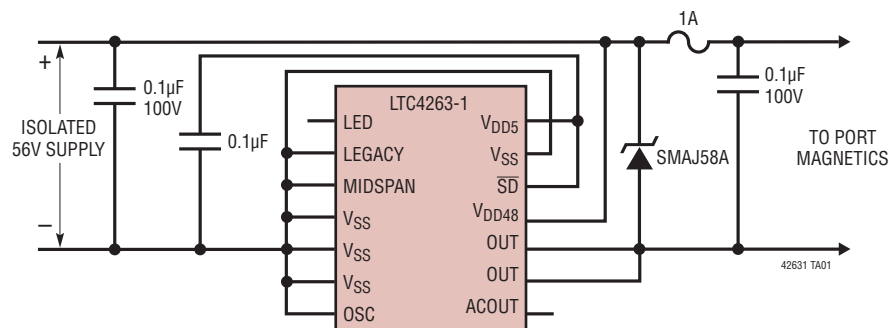 1A
+
0.1µF
100V
ISOLATED
56V SUPPLY
–
0.1µF
LTC4263-1
LED
LEGACY
MIDSPAN
VSS
VSS
VSS
OSC
VDD5
VSS
SD
VDD48
OUT
OUT
ACOUT
SMAJ58A
0.1µF
100V
TO PORT
MAGNETICS
42631 TA01